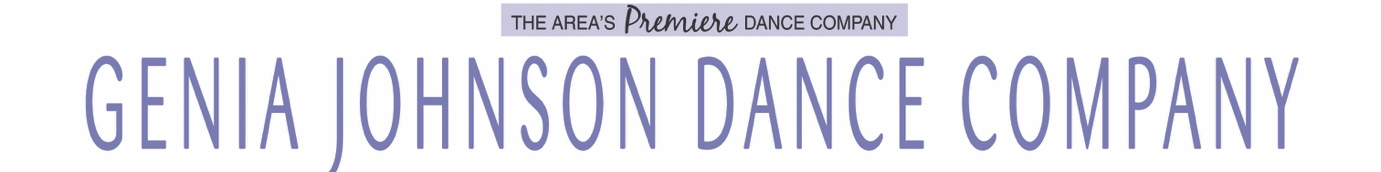 THE AREA'S Premiere DANCE COMPANY
GENIA JOHNSON DANCE COMPANY